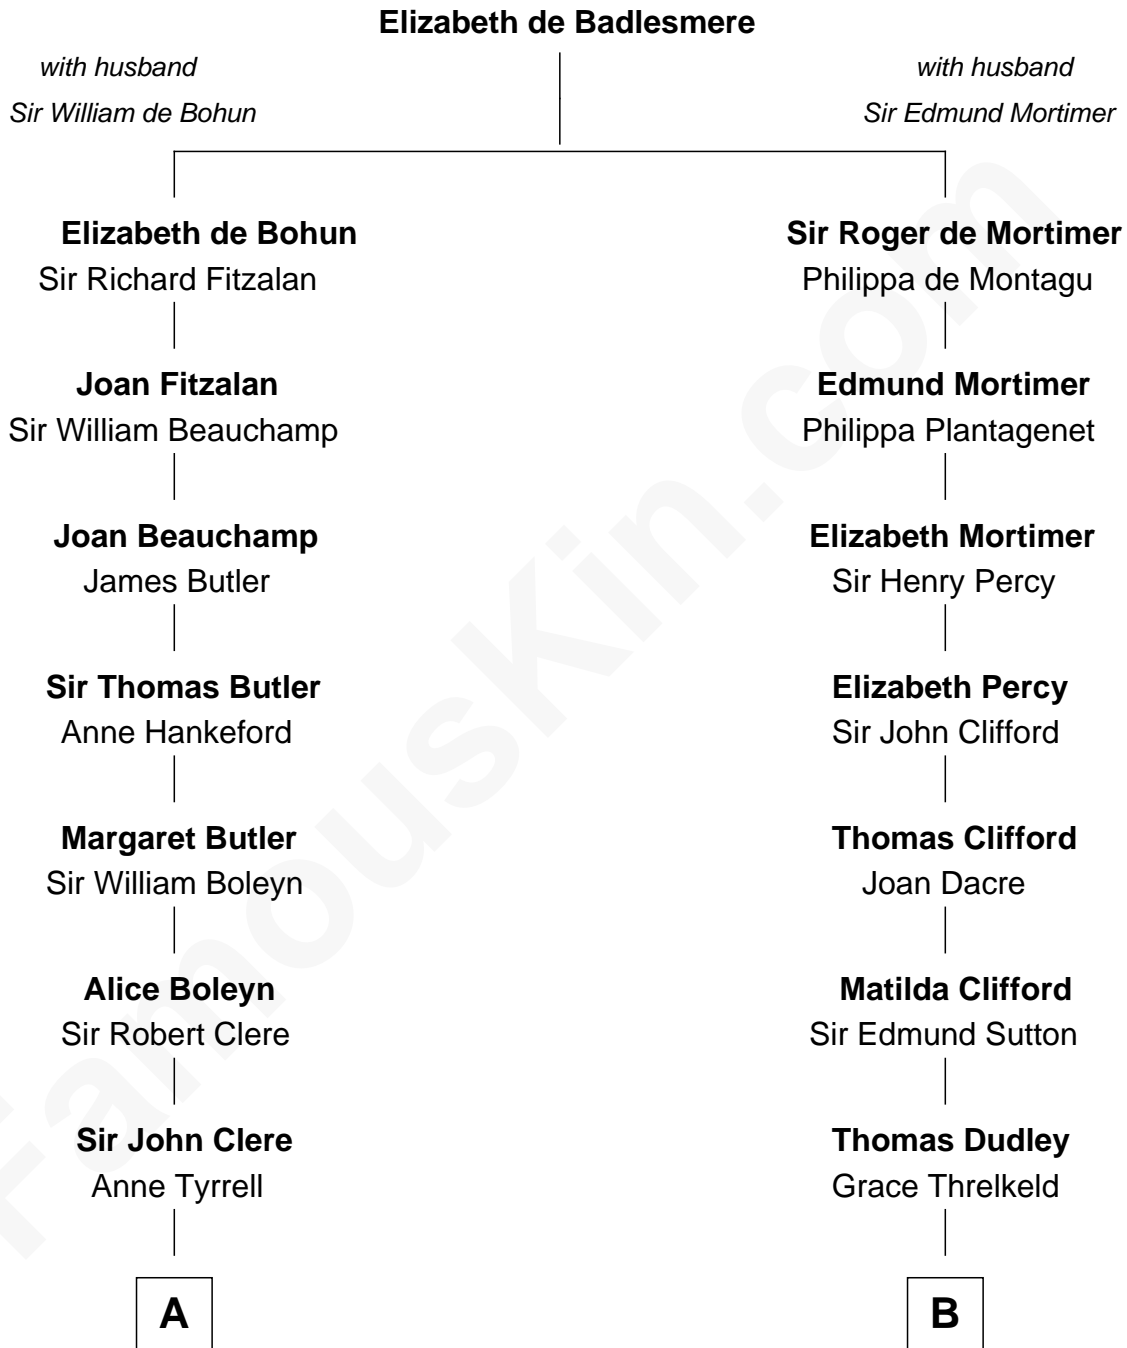 Elizabeth de Badlesmere
with husband
Sir William de Bohun
with husband
Sir Edmund Mortimer
Elizabeth de Bohun
Sir Richard Fitzalan
Sir Roger de Mortimer
Philippa de Montagu
Joan Fitzalan
Sir William Beauchamp
Edmund Mortimer
Philippa Plantagenet
Joan Beauchamp
James Butler
Elizabeth Mortimer
Sir Henry Percy
Sir Thomas Butler
Anne Hankeford
Elizabeth Percy
Sir John Clifford
Margaret Butler
Sir William Boleyn
Thomas Clifford
Joan Dacre
Alice Boleyn
Sir Robert Clere
Matilda Clifford
Sir Edmund Sutton
Sir John Clere
Anne Tyrrell
Thomas Dudley
Grace Threlkeld
A
B
FamousKin.com